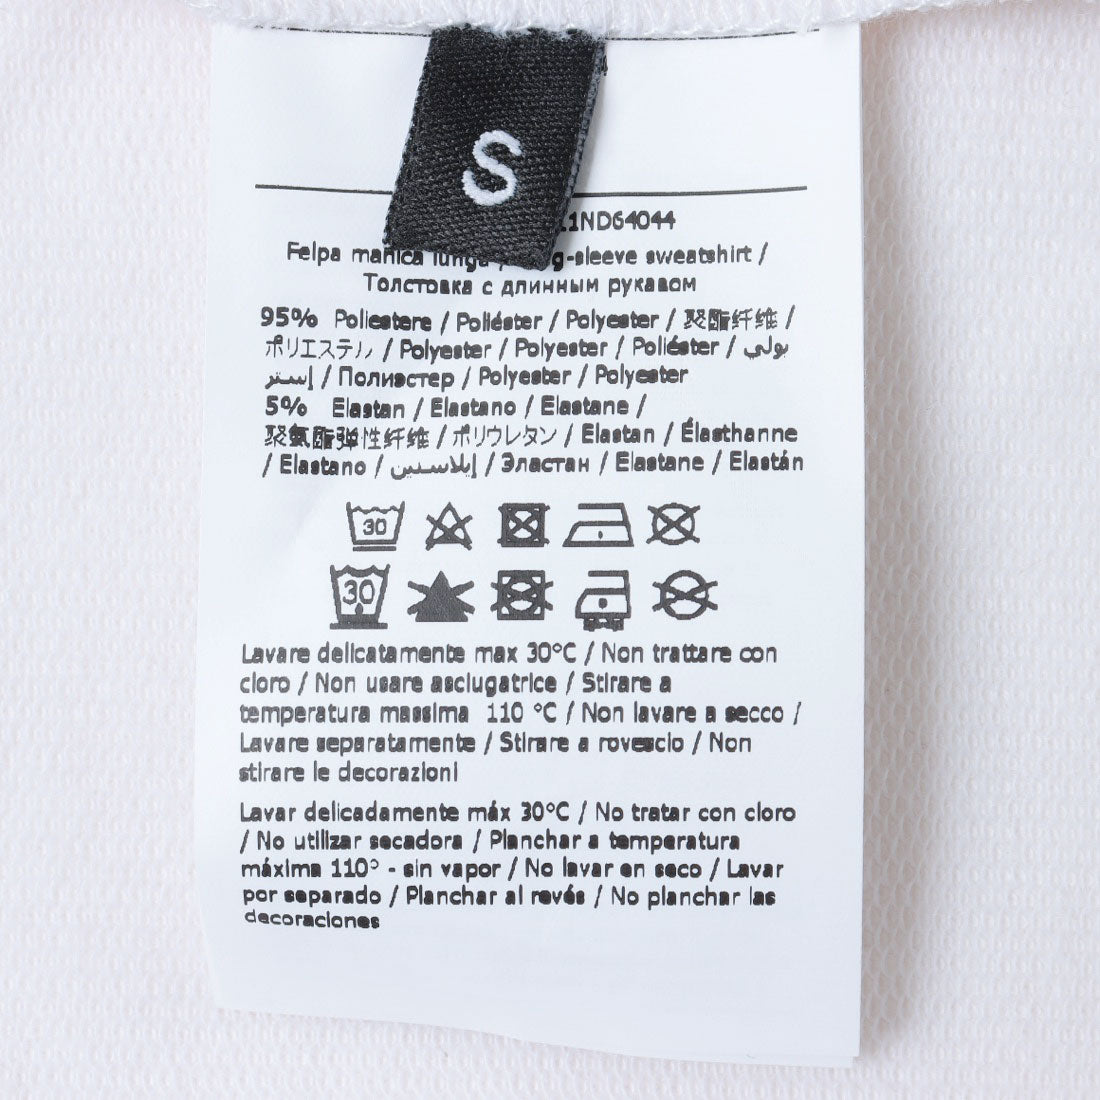 S
11ND64044
Felpa manica lunga / long-sleeve sweatshirt /
Толстовка с длинным рукавом
95% Poliestere / Poliéster / Polyester / 聚酯纤维 /
ポリエステル / Polyester / Polyester / Poliéster / بولي
إستر / Полиэстер / Polyester / Polyester
5% Elastan / Elastano / Elastane /
聚氨酯弹性纤维 / ポリウレタン / Elastan / Élasthanne
/ Elastano / إيلاستين / Эластан / Elastane / Elastán
30
30
Lavare delicatamente max 30°C / Non trattare con
cloro / Non usare asciugatrice / Stirare a
temperatura massima 110 °C / Non lavare a secco /
Lavare separatamente / Stirare a rovescio / Non
stirare le decorazioni
Lavar delicadamente máx 30°C / No tratar con cloro
/ No utilizar secadora / Planchar a temperatura
máxima 110° - sin vapor / No lavar en seco / Lavar
por separado / Planchar al revés / No planchar las
decoraciones